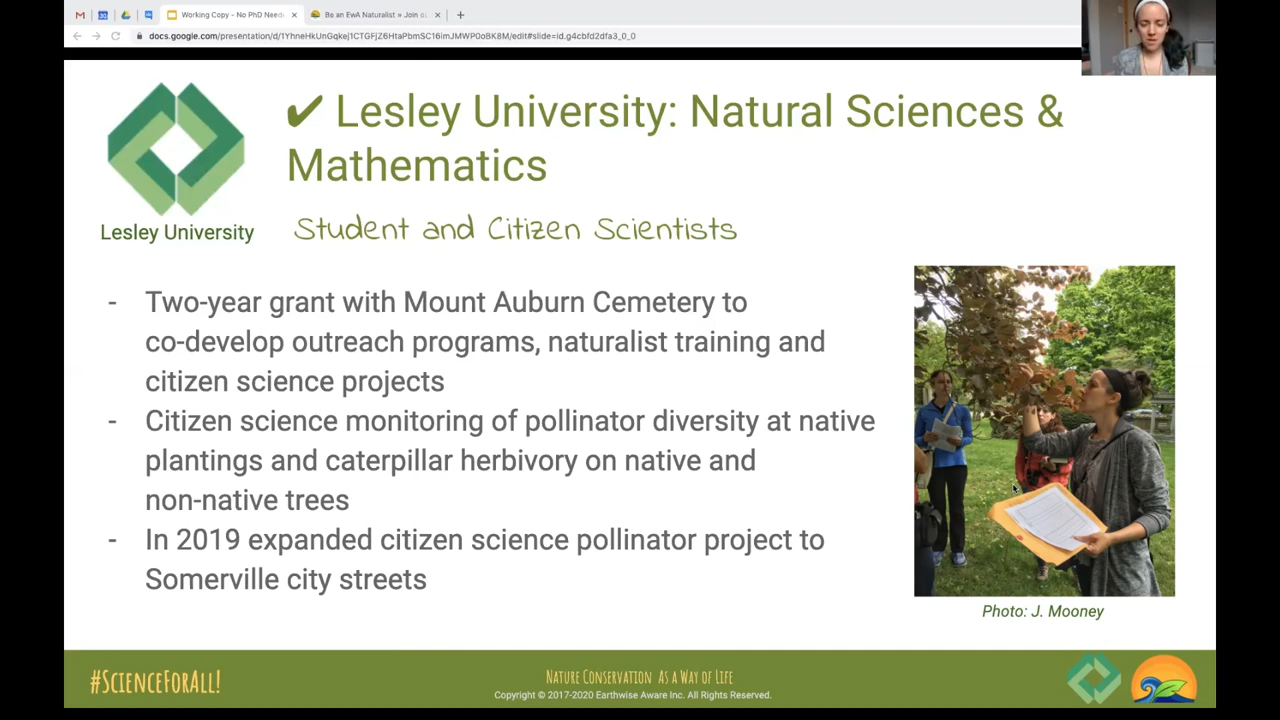 Working Copy - No PhD Need
Be an EwA Naturalist » Join ou
docs.google.com/presentation/d/1YhneHkUnGqkej1CTGFjZ6HtaPbmSC16imJMWP0oBK8M/edit#slide=id.g4cbfd2dfa3_0_0
✔ Lesley University: Natural Sciences &
Mathematics
Lesley University
Student and Citizen Scientists
- Two-year grant with Mount Auburn Cemetery to
co-develop outreach programs, naturalist training and
citizen science projects
- Citizen science monitoring of pollinator diversity at native
plantings and caterpillar herbivory on native and
non-native trees
- In 2019 expanded citizen science pollinator project to
Somerville city streets
Photo: J. Mooney
#ScienceForAll!
Nature Conservation As a Way of Life
Copyright © 2017-2020 Earthwise Aware Inc. All Rights Reserved.